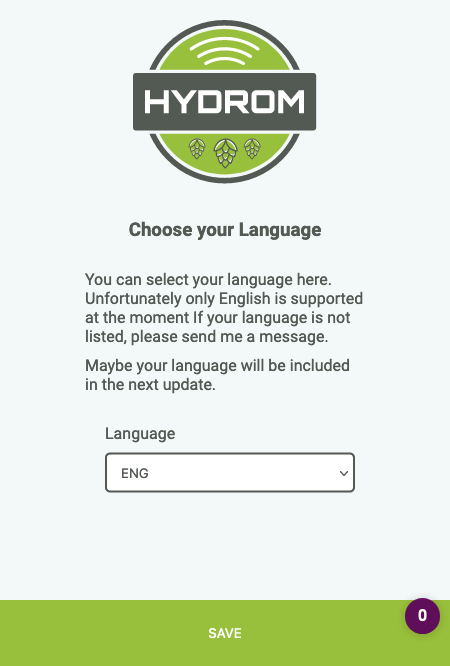 HYDROM
Choose your Language
You can select your language here.
Unfortunately only English is supported
at the moment If your language is not
listed, please send me a message.
Maybe your language will be included
in the next update.
Language
ENG
0
SAVE